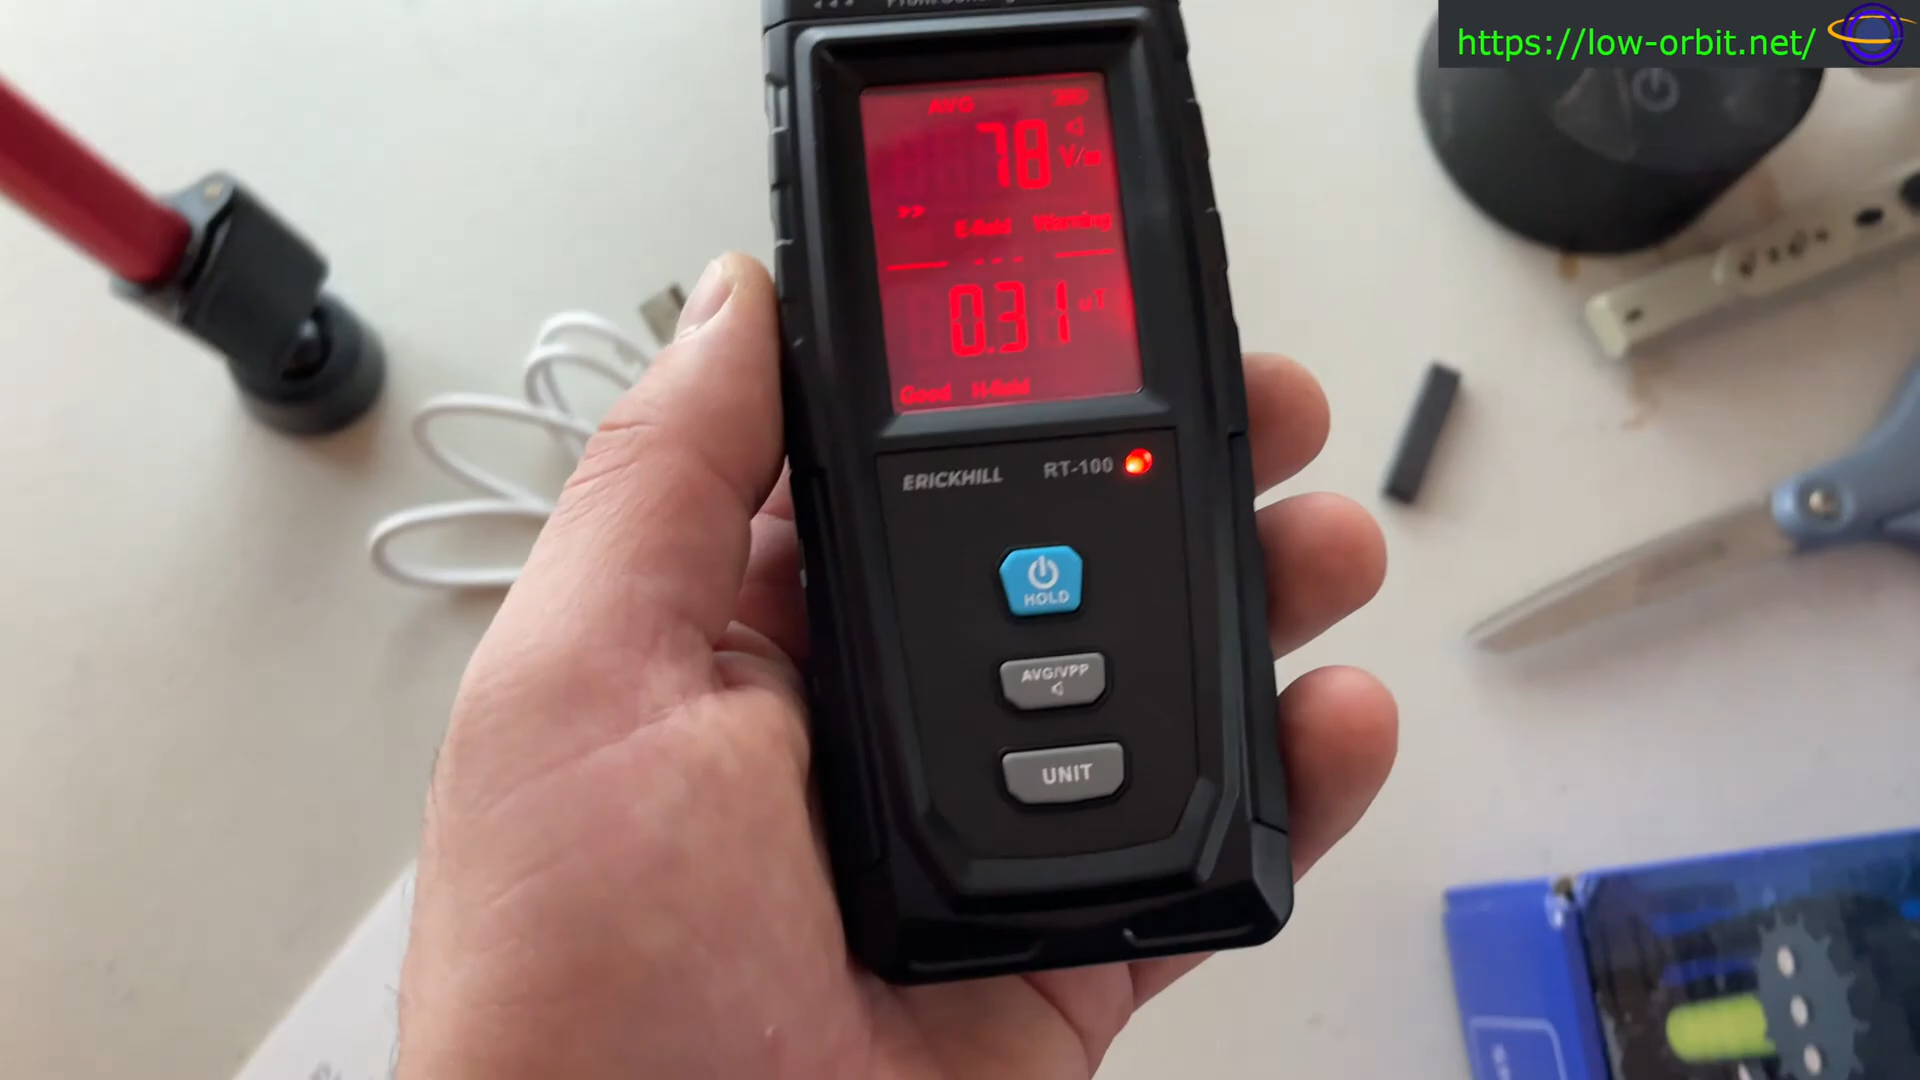 https://low-orbit.net/
AVG
78
V/m
E-field Warning
0.31 uT
Good H-field
ERICKHILL RT-100
HOLD
AVG/VPP
UNIT